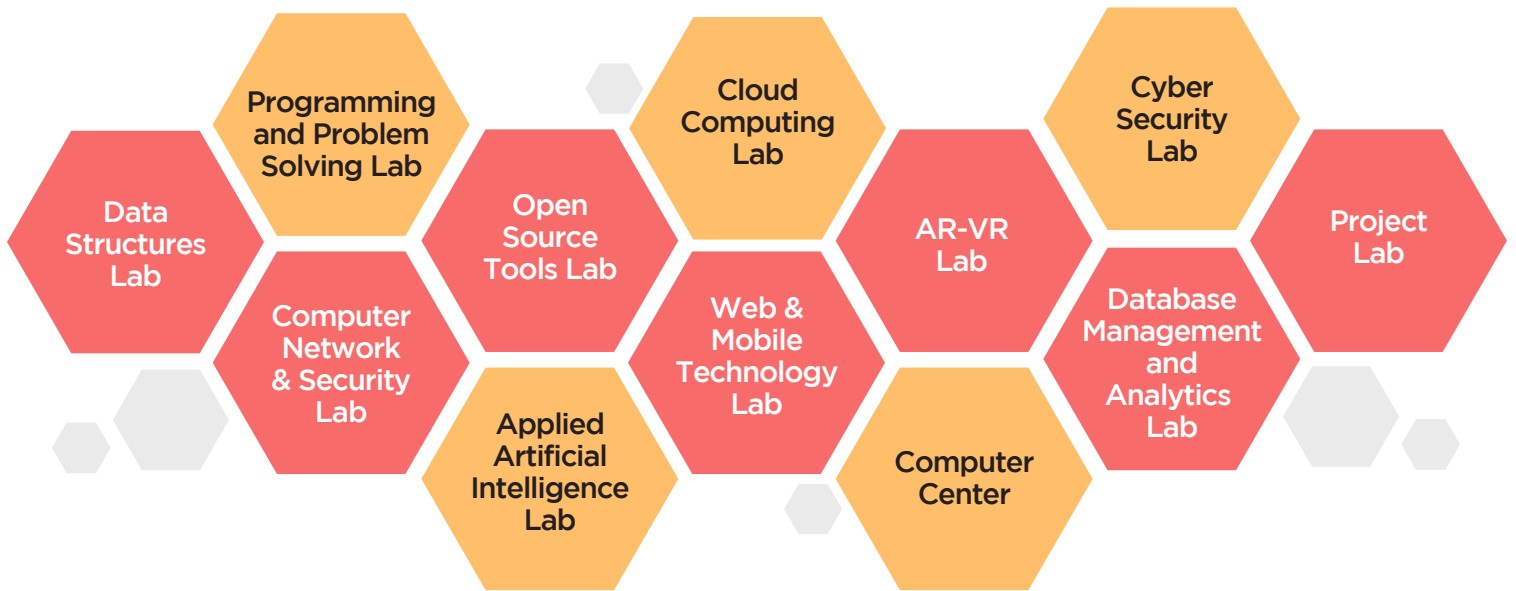 Programming
and Problem
Solving Lab
Cloud
Computing
Lab
Cyber
Security
Lab
Data
Structures
Lab
Open
Source
Tools Lab
AR-VR
Lab
Project
Lab
Computer
Network
& Security
Lab
Web &
Mobile
Technology
Lab
Database
Management
and
Analytics
Lab
Applied
Artificial
Intelligence
Lab
Computer
Center